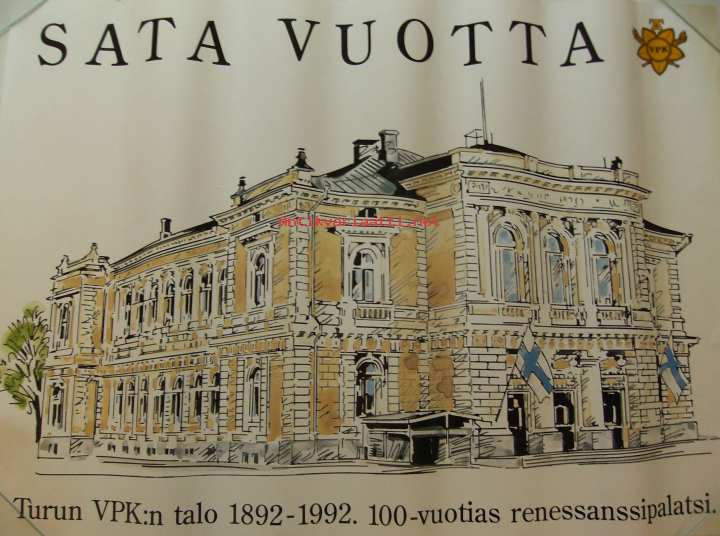 SATA VUOTTA
VPK
Turun VPK:n talo 1892-1992. 100-vuotias renessanssipalatsi.